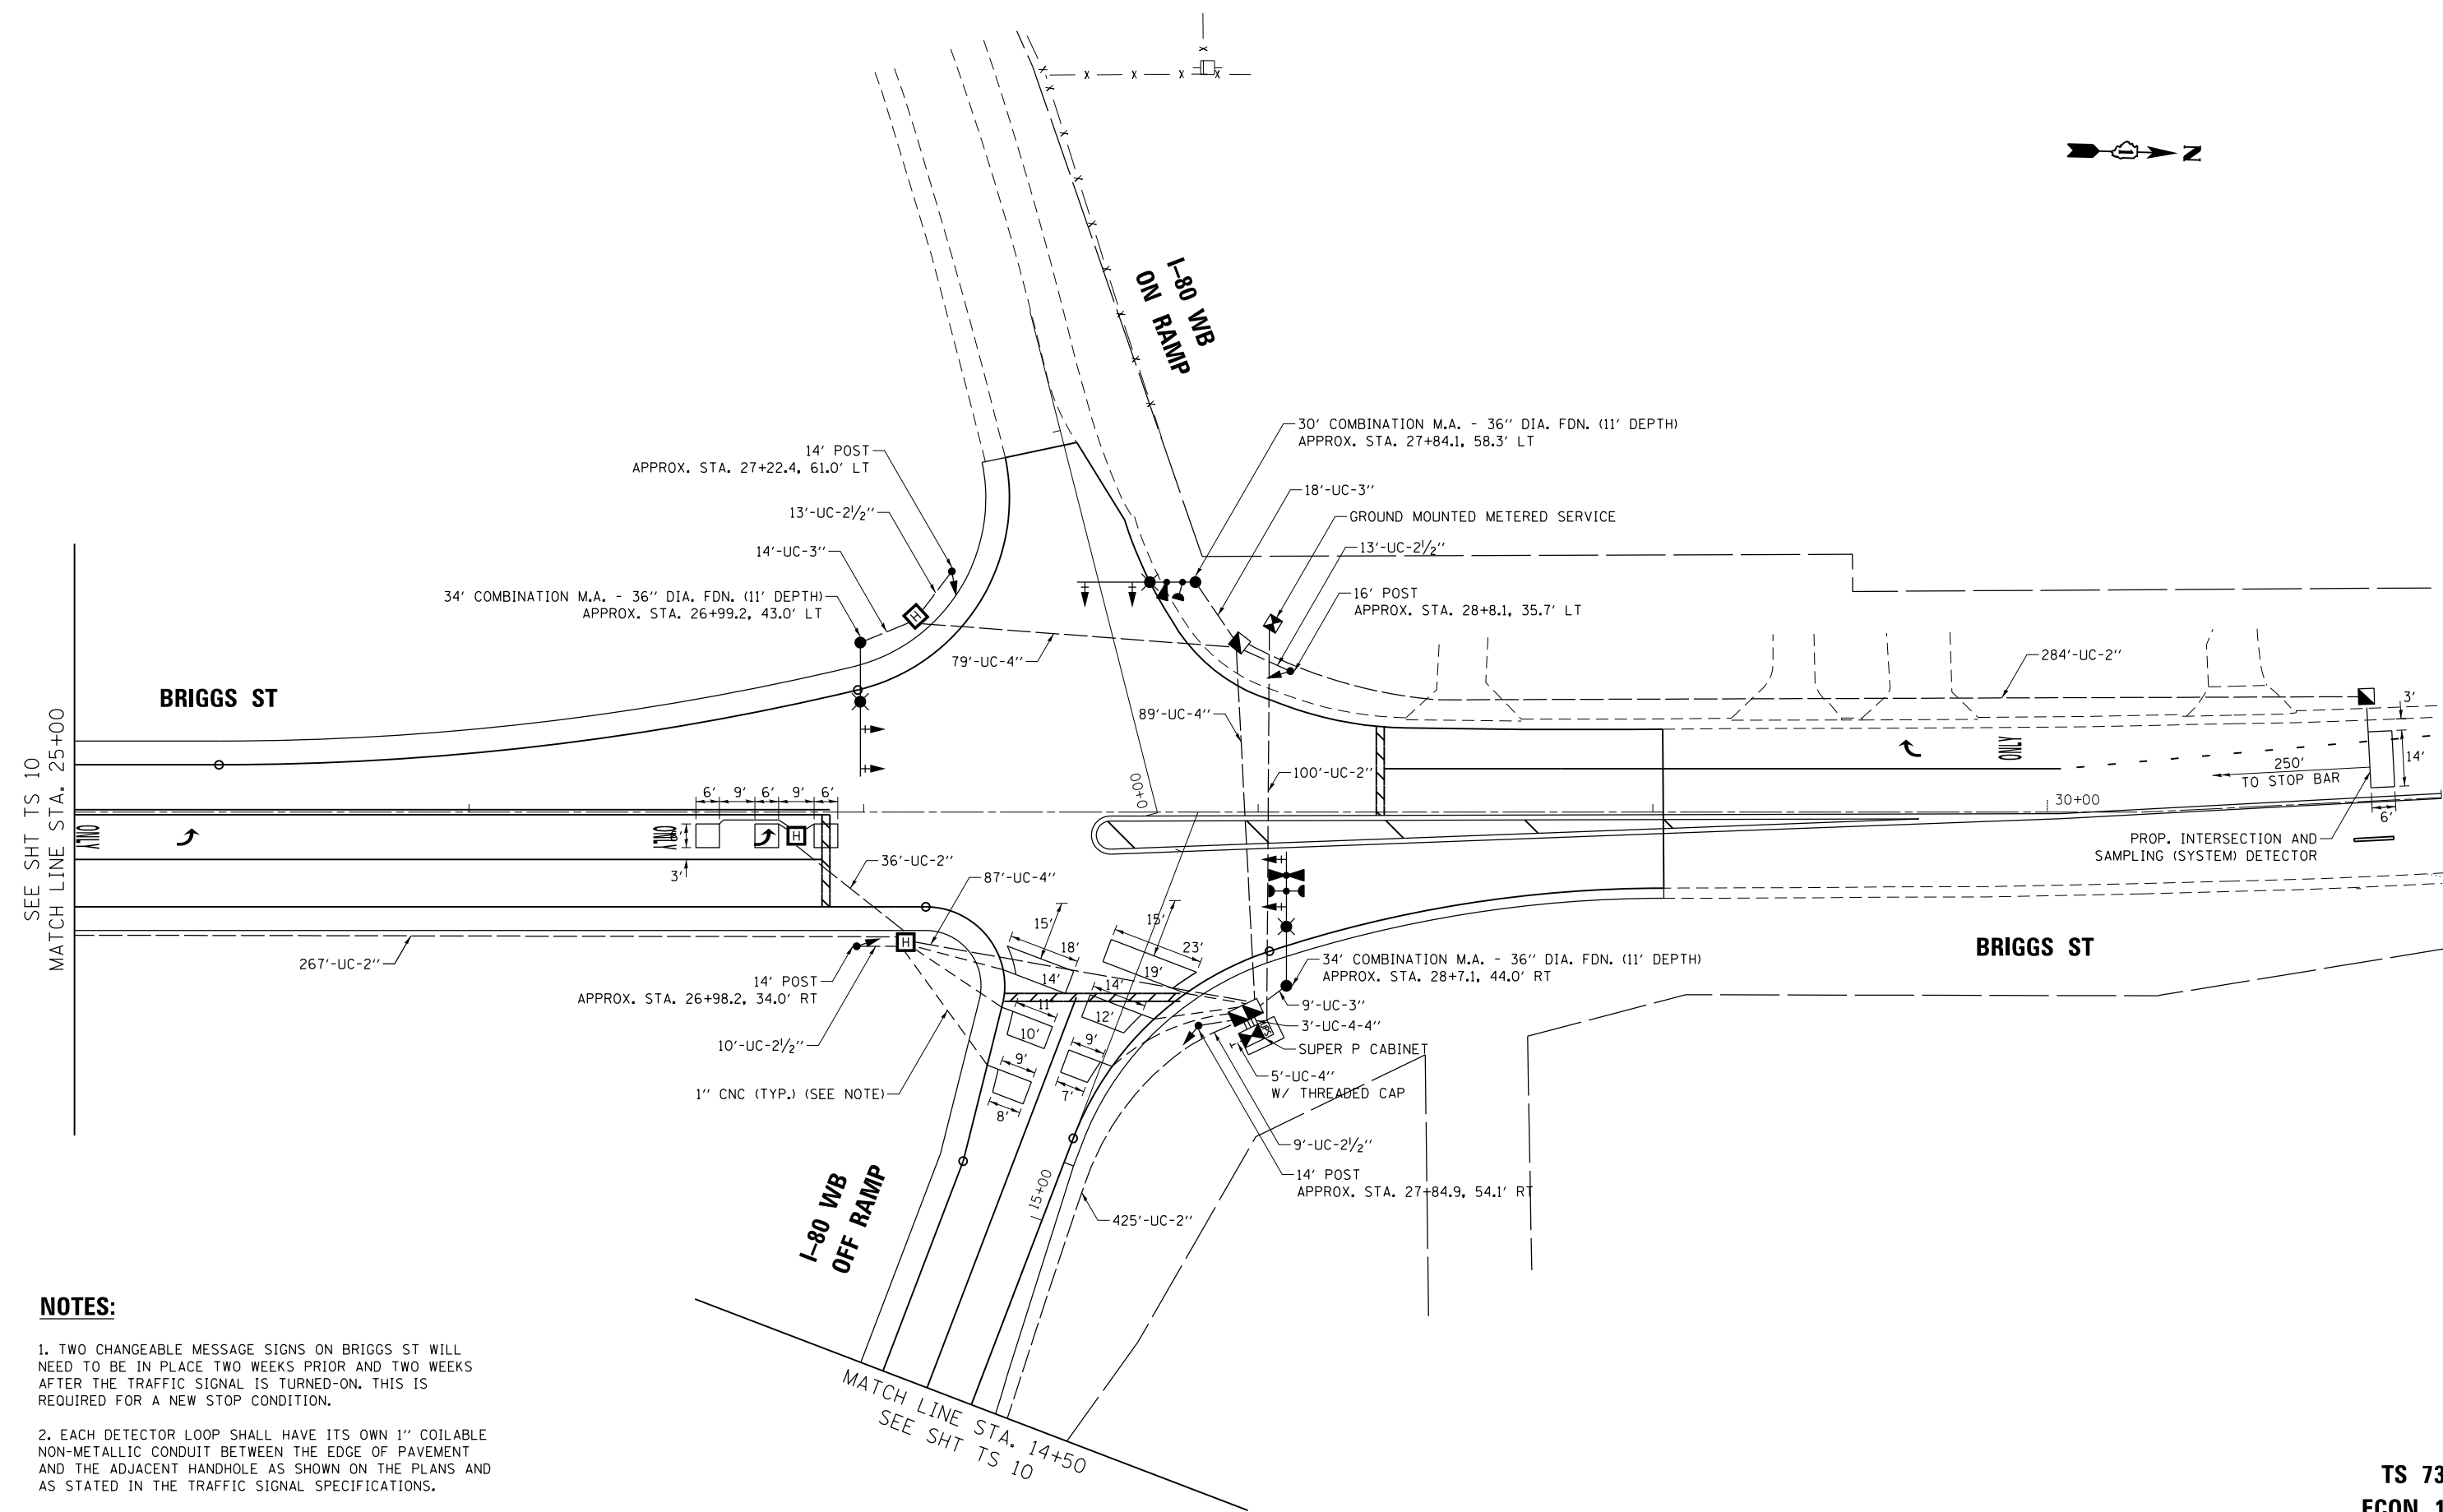 N
I-80 WB
ON RAMP
30' COMBINATION M.A. - 36'' DIA. FDN. (11' DEPTH)
APPROX. STA. 27+84.1, 58.3' LT
14' POST
APPROX. STA. 27+22.4, 61.0' LT
18'-UC-3''
13'-UC-2½''
GROUND MOUNTED METERED SERVICE
14'-UC-3''
13'-UC-2½''
34' COMBINATION M.A. - 36'' DIA. FDN. (11' DEPTH)
APPROX. STA. 26+99.2, 43.0' LT
16' POST
APPROX. STA. 28+8.1, 35.7' LT
H
79'-UC-4''
284'-UC-2''
BRIGGS ST
89'-UC-4''
3'
SEE SHT TS 10
MATCH LINE STA. 25+00
ONLY
14'
250'
TO STOP BAR
100'-UC-2''
0+00
30+00
6'
6' 9' 6' 9' 6'
ONLY
ONLY
6'
H
3'
PROP. INTERSECTION AND
SAMPLING (SYSTEM) DETECTOR
36'-UC-2''
87'-UC-4''
15'
15'
H
18'
23'
BRIGGS ST
267'-UC-2''
14' POST
APPROX. STA. 26+98.2, 34.0' RT
34' COMBINATION M.A. - 36'' DIA. FDN. (11' DEPTH)
APPROX. STA. 28+7.1, 44.0' RT
14'
19'
14'
11'
12'
10'
9'
9'
8'
7'
9'-UC-3''
3'-UC-4-4''
UPS
SUPER P CABINET
10'-UC-2½''
5'-UC-4''
W/ THREADED CAP
1'' CNC (TYP.) (SEE NOTE)
9'-UC-2½''
14' POST
APPROX. STA. 27+84.9, 54.1' RT
15+00
425'-UC-2''
I-80 WB
OFF RAMP
MATCH LINE STA. 14+50
SEE SHT TS 10
NOTES:
1. TWO CHANGEABLE MESSAGE SIGNS ON BRIGGS ST WILL
NEED TO BE IN PLACE TWO WEEKS PRIOR AND TWO WEEKS
AFTER THE TRAFFIC SIGNAL IS TURNED-ON. THIS IS
REQUIRED FOR A NEW STOP CONDITION.
2. EACH DETECTOR LOOP SHALL HAVE ITS OWN 1'' COILABLE
NON-METALLIC CONDUIT BETWEEN THE EDGE OF PAVEMENT
AND THE ADJACENT HANDHOLE AS SHOWN ON THE PLANS AND
AS STATED IN THE TRAFFIC SIGNAL SPECIFICATIONS.
TS 73
ECON 1